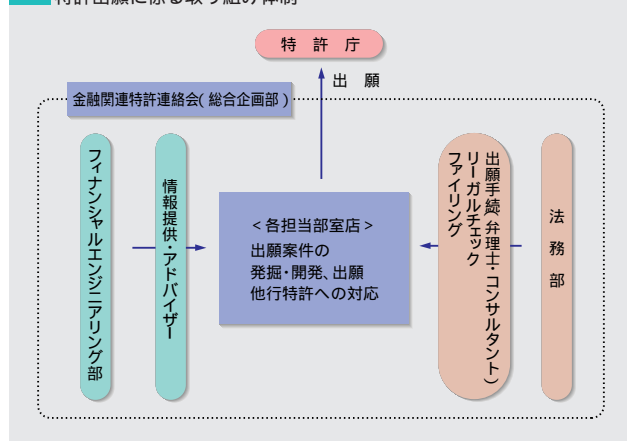 特許出願に係る取り組み体制
特許庁
出願
金融関連特許連絡会(総合企画部)
フィナンシャルエンジニアリング部
情報提供・アドバイザー
<各担当部室店>
出願案件の
発掘・開発、出願
他行特許への対応
出願手続(弁理士・コンサルタント)
リーガルチェック
ファイリング
法務部